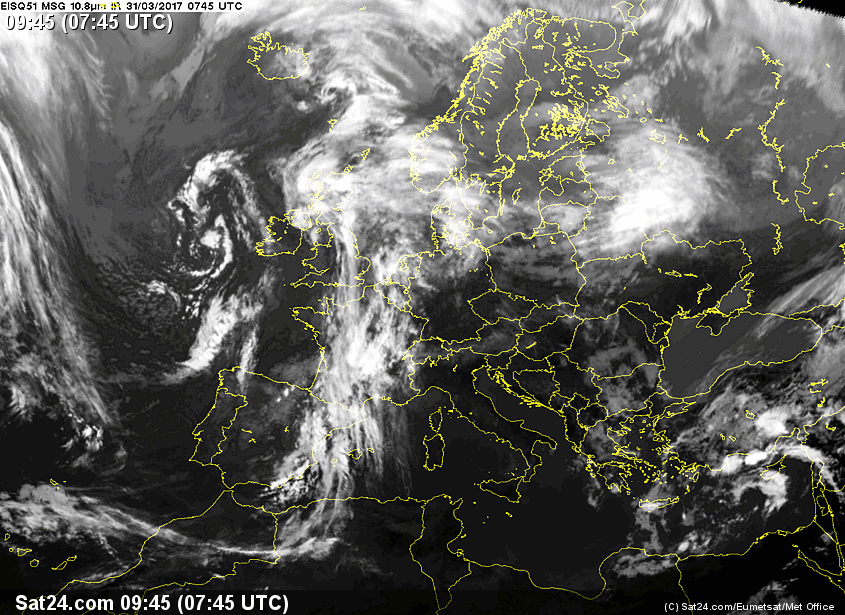 EISQ51 MSG 10.8µm IR 31/03/2017 0745 UTC
09:45 (07:45 UTC)
Sat24.com 09:45 (07:45 UTC)
(C) Sat24.com/Eumetsat/Met Office